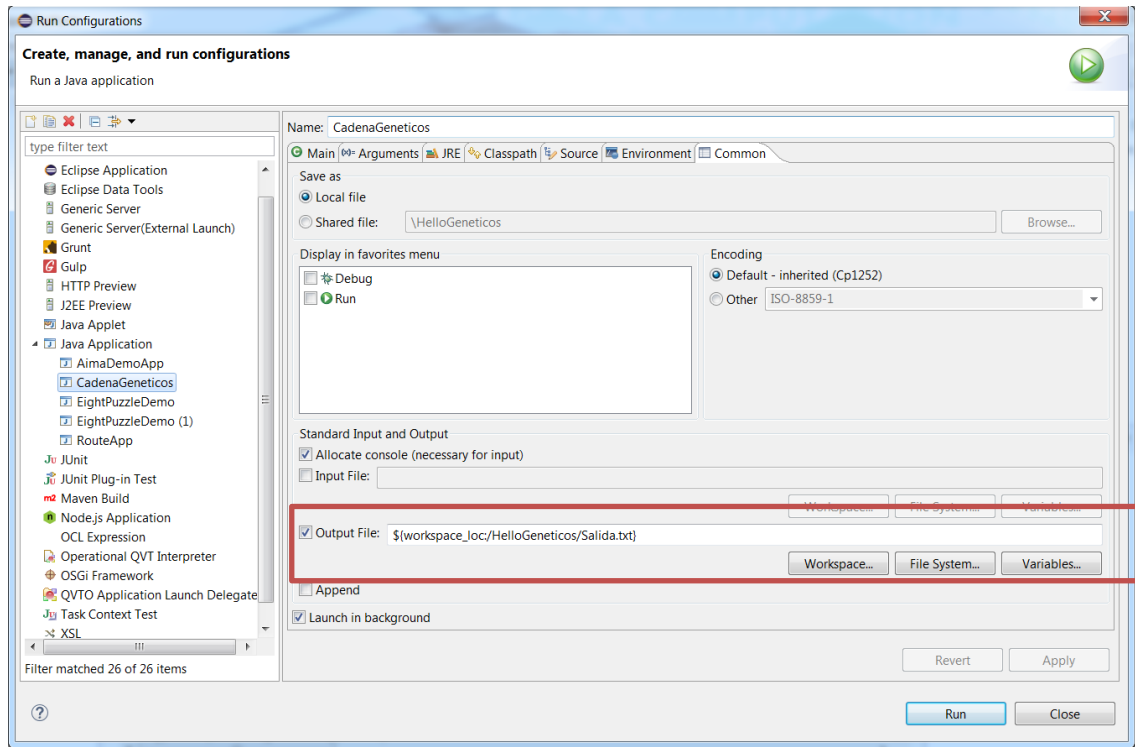 Run Configurations
X
Create, manage, and run configurations
Run a Java application
type filter text
Eclipse Application
Eclipse Data Tools
Generic Server
Generic Server(External Launch)
Grunt
Gulp
HTTP Preview
J2EE Preview
Java Applet
Java Application
AimaDemoApp
CadenaGeneticos
EightPuzzleDemo
EightPuzzleDemo (1)
RouteApp
JUnit
JUnit Plug-in Test
Maven Build
Node.js Application
OCL Expression
Operational QVT Interpreter
OSGi Framework
QVTO Application Launch Delegate
Task Context Test
XSL
Filter matched 26 of 26 items
Name: CadenaGeneticos
Main Arguments JRE Classpath Source Environment Common
Save as
Local file
Shared file: \HelloGeneticos Browse...
Display in favorites menu
Debug
Run
Encoding
Default - inherited (Cp1252)
Other ISO-8859-1
Standard Input and Output
Allocate console (necessary for input)
Input File:
Workspace... File System... Variables...
Output File: ${workspace_loc:/HelloGeneticos/Salida.txt}
Workspace... File System... Variables...
Append
Launch in background
Revert Apply
? Run Close